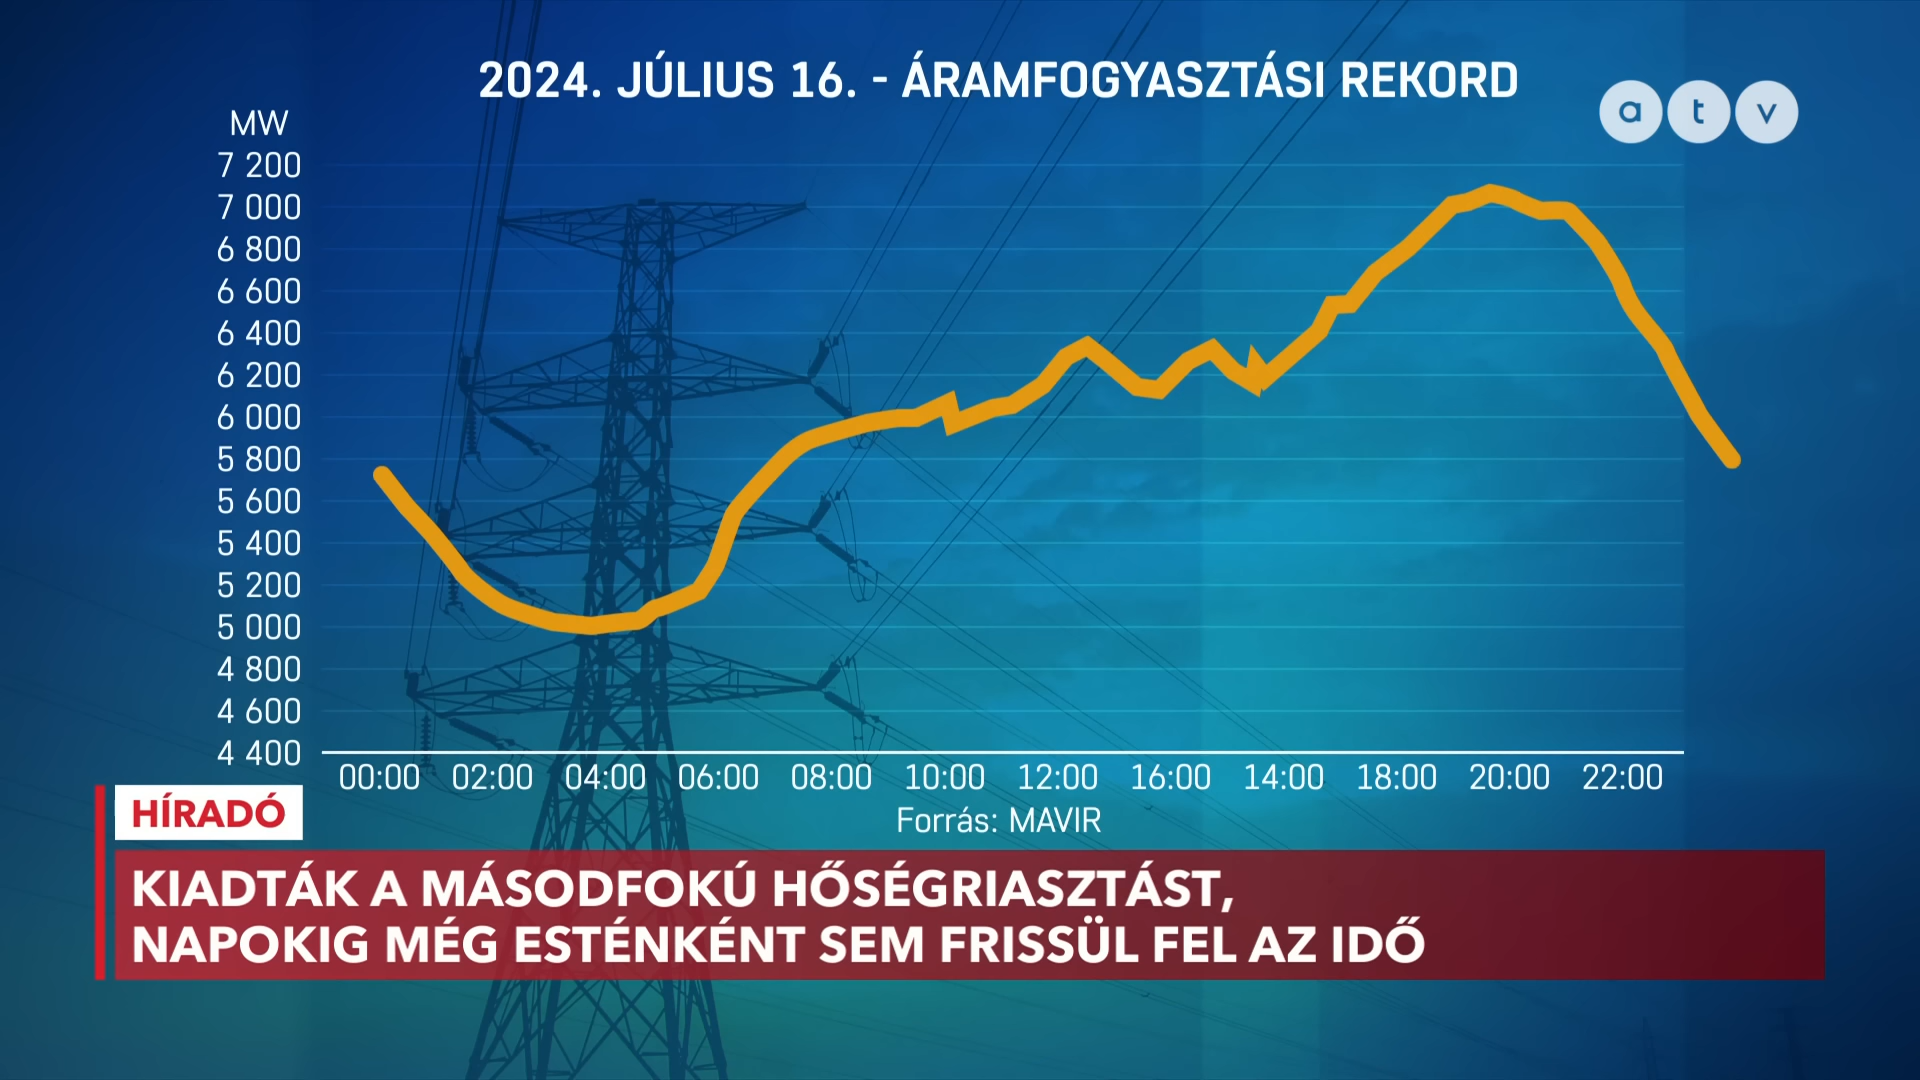 2024. JÚLIUS 16. - ÁRAMFOGYASZTÁSI REKORD
a t v
MW
7 200
7 000
6 800
6 600
6 400
6 200
6 000
5 800
5 600
5 400
5 200
5 000
4 800
4 600
4 400
00:00 02:00 04:00 06:00 08:00 10:00 12:00 16:00 14:00 18:00 20:00 22:00
Forrás: MAVIR
HÍRADÓ
KIADTÁK A MÁSODFOKÚ HŐSÉGRIASZTÁST,
NAPOKIG MÉG ESTÉNKÉNT SEM FRISSÜL FEL AZ IDŐ